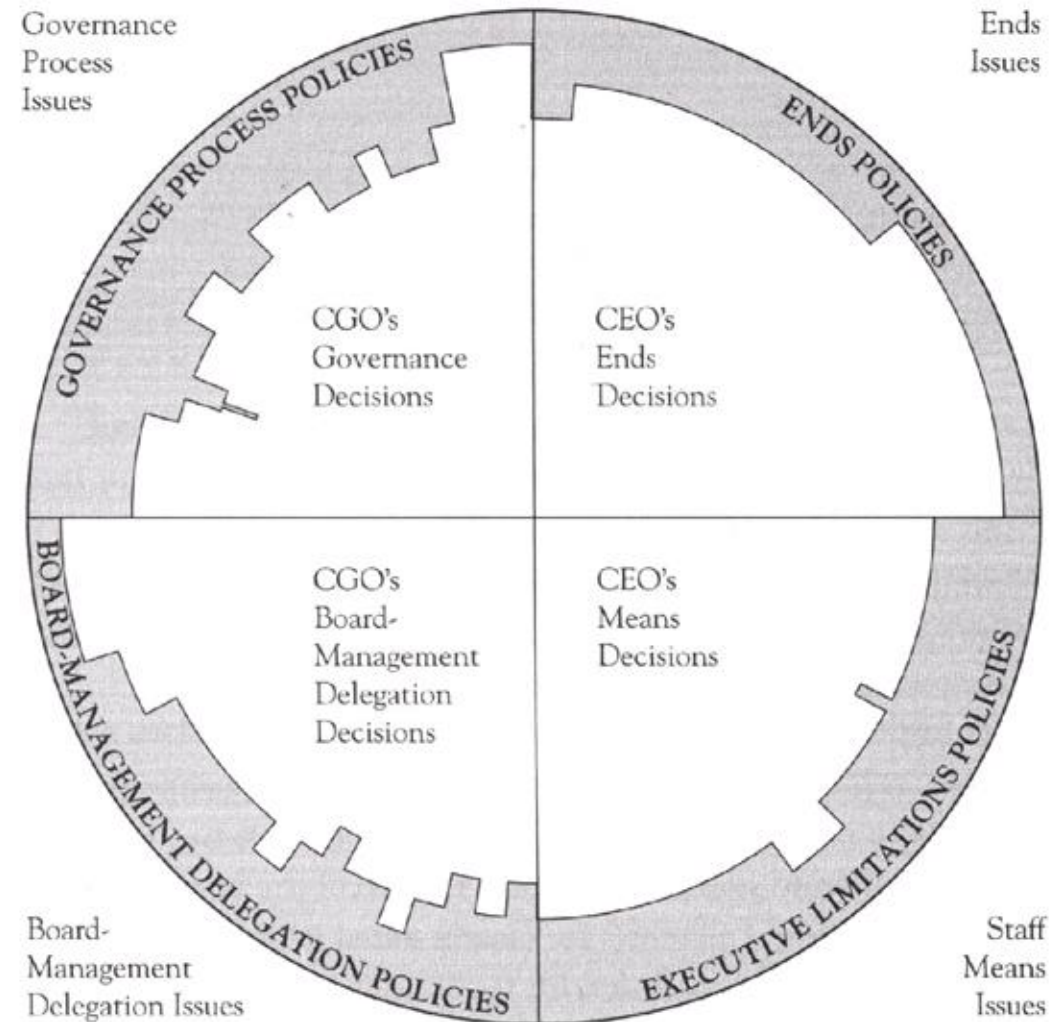 Governance
Process
Issues
Ends
Issues
GOVERNANCE PROCESS POLICIES
ENDS POLICIES
CGO's
Governance
Decisions
CEO's
Ends
Decisions
CGO's
Board-
Management
Delegation
Decisions
CEO's
Means
Decisions
BOARD-MANAGEMENT DELEGATION POLICIES
EXECUTIVE LIMITATIONS POLICIES
Board-
Management
Delegation Issues
Staff
Means
Issues